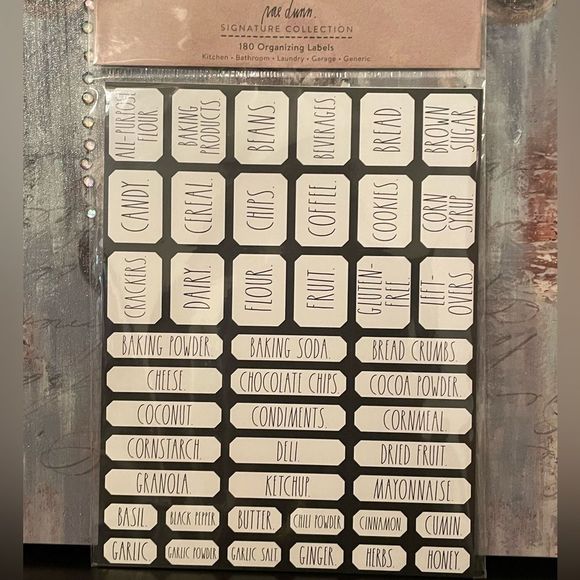 rae dunn.
SIGNATURE COLLECTION
180 Organizing Labels
Kitchen • Bathroom • Laundry • Garage • Generic
ALL-PURPOSE
FLOUR
BAKING
PRODUCTS.
BEANS.
BEVERAGES
BREAD.
BROWN
SUGAR
CANDY.
CEREAL.
CHIPS.
COFFEE.
COOKIES.
CORN
SYRUP
CRACKERS
DAIRY.
FLOUR.
FRUIT.
GLUTEN-
FREE.
LEFT-
OVERS.
BAKING POWDER.
BAKING SODA.
BREAD CRUMBS.
CHEESE.
CHOCOLATE CHIPS.
COCOA POWDER.
COCONUT.
CONDIMENTS.
CORNMEAL.
CORNSTARCH.
DELI.
DRIED FRUIT.
GRANOLA.
KETCHUP.
MAYONNAISE.
BASIL.
BLACK PEPPER
BUTTER.
CHILI POWDER
CINNAMON
CUMIN.
GARLIC
GARLIC POWDER
GARLIC SALT
GINGER.
HERBS.
HONEY.